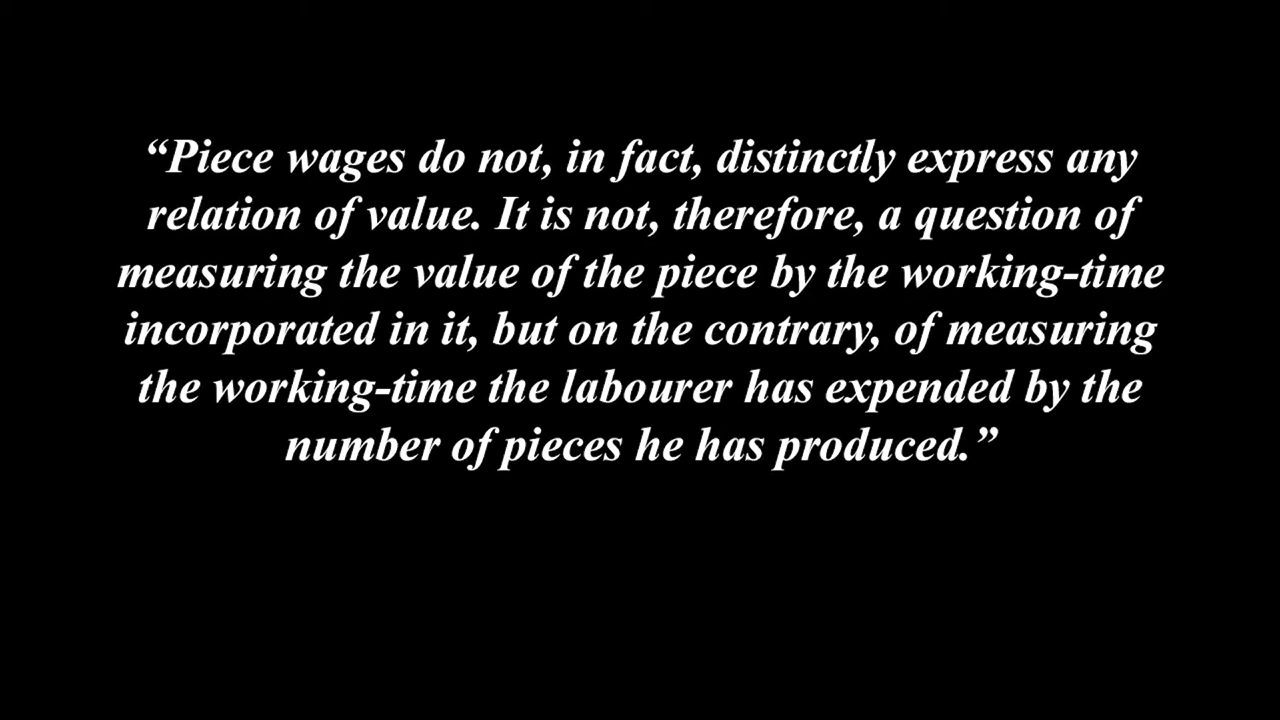 “Piece wages do not, in fact, distinctly express any
relation of value. It is not, therefore, a question of
measuring the value of the piece by the working-time
incorporated in it, but on the contrary, of measuring
the working-time the labourer has expended by the
number of pieces he has produced.”